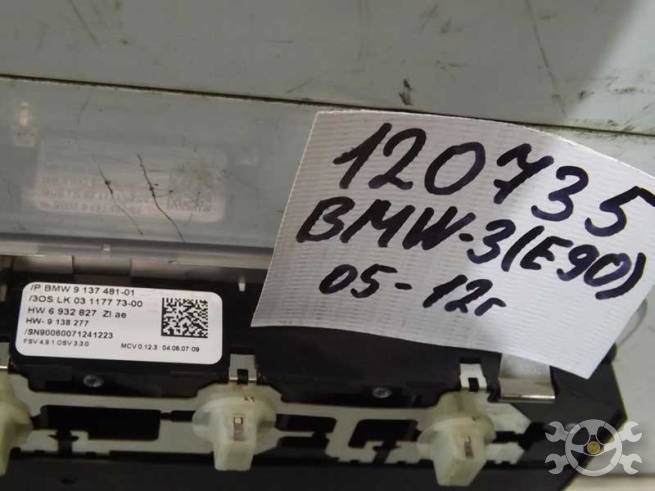 120735
BMW-3(E90)
05-12г
/P BMW 9 137 481-01
/3OS LK 03 1177 73-00
HW 6 932 827 ZI ae
HW- 9 138 277
/SN90060071241223
FSV 4.9.1 OSV 3.3.0
MCV 0.12.3 04.06.07:09